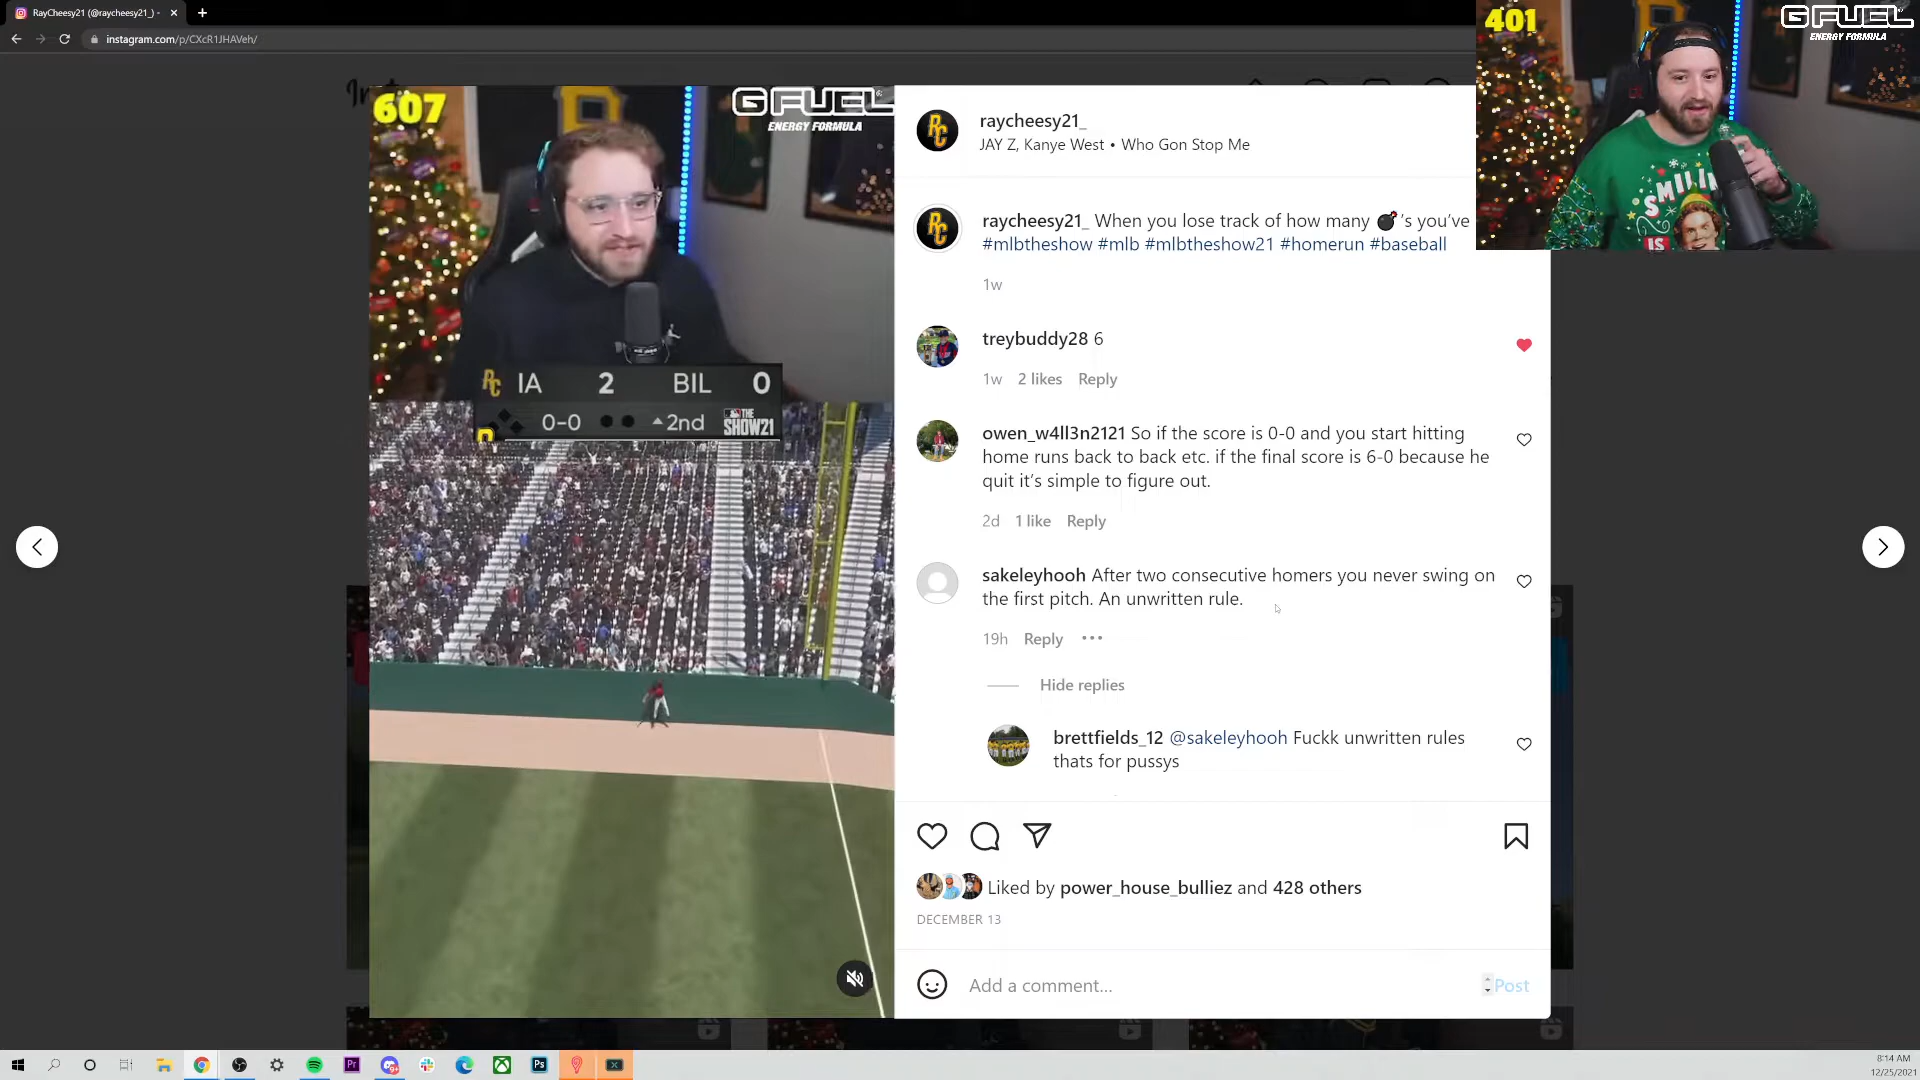 RayCheesy21 (@raycheesy21_) •
instagram.com/p/CXcR1JHAVeh/
401
G FUEL
ENERGY FORMULA
607
G FUEL
ENERGY FORMULA
RC IA 2 BIL 0
0-0 2nd MLB THE SHOW21
raycheesy21_
JAY Z, Kanye West • Who Gon Stop Me
raycheesy21_ When you lose track of how many 💣's you've
#mlbtheshow #mlb #mlbtheshow21 #homerun #baseball
1w
treybuddy28 6
1w 2 likes Reply
owen_w4ll3n2121 So if the score is 0-0 and you start hitting
home runs back to back etc. if the final score is 6-0 because he
quit it's simple to figure out.
2d 1 like Reply
sakeleyhooh After two consecutive homers you never swing on
the first pitch. An unwritten rule.
19h Reply •••
Hide replies
brettfields_12 @sakeleyhooh Fuckk unwritten rules
thats for pussys
Liked by power_house_bulliez and 428 others
DECEMBER 13
Add a comment... Post
SMILIN
IS
8:14 AM
12/25/2021